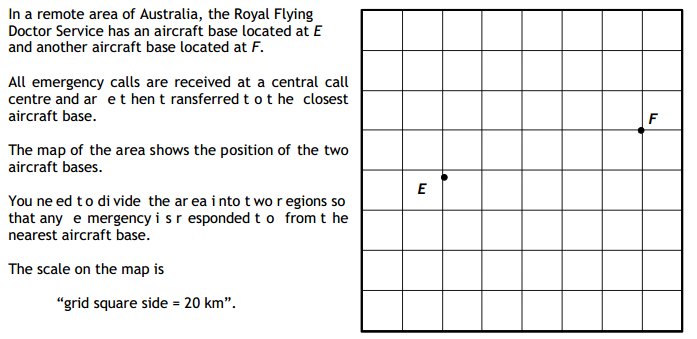 In a remote area of Australia, the Royal Flying
Doctor Service has an aircraft base located at E
and another aircraft base located at F.
All emergency calls are received at a central call
centre and ar e t hen t ransferred t o t he closest
aircraft base.
The map of the area shows the position of the two
aircraft bases.
You ne ed t o di vide the ar ea i nto t wo r egions so
that any e mergency i s r esponded t o from t he
nearest aircraft base.
The scale on the map is
“grid square side = 20 km”.
F
E